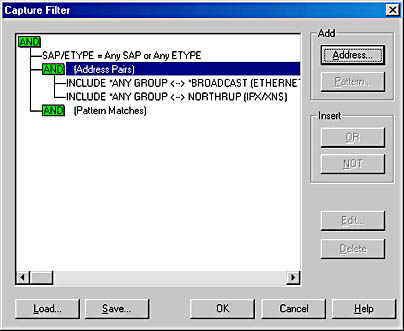 Capture Filter
AND
SAP/ETYPE = Any SAP or Any ETYPE
AND (Address Pairs)
INCLUDE *ANY GROUP <--> *BROADCAST (ETHERNET
INCLUDE *ANY GROUP <--> NORTHRUP (IPX/XNS)
AND (Pattern Matches)
Add
Address...
Pattern...
Insert
OR
NOT
Edit...
Delete
Load...
Save...
OK
Cancel
Help